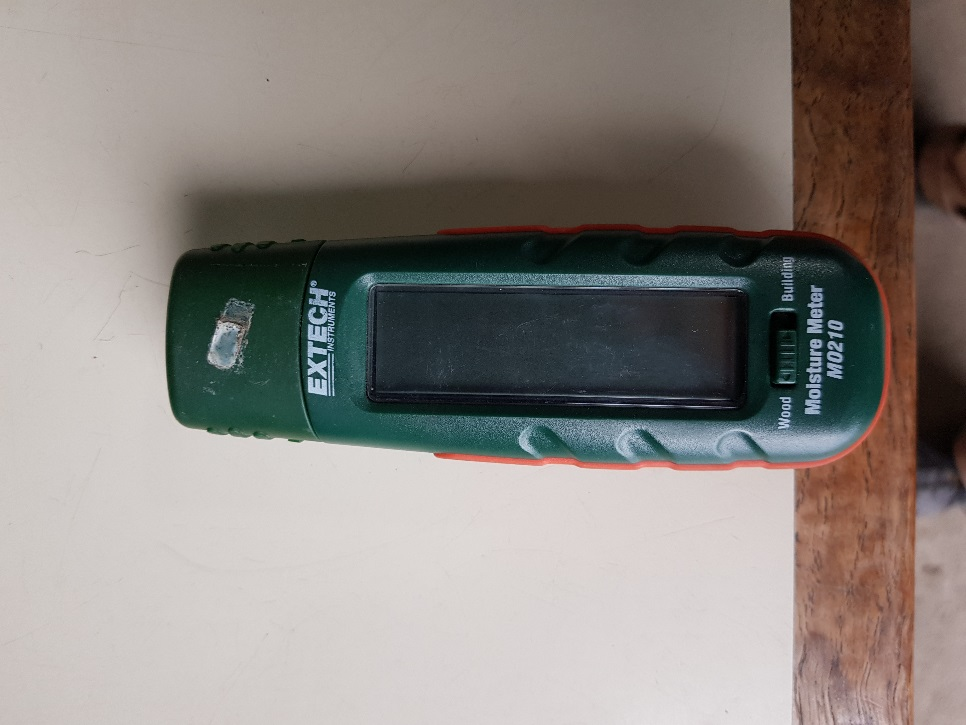 EXTECH®
INSTRUMENTS
Wood Building
Moisture Meter
MO210